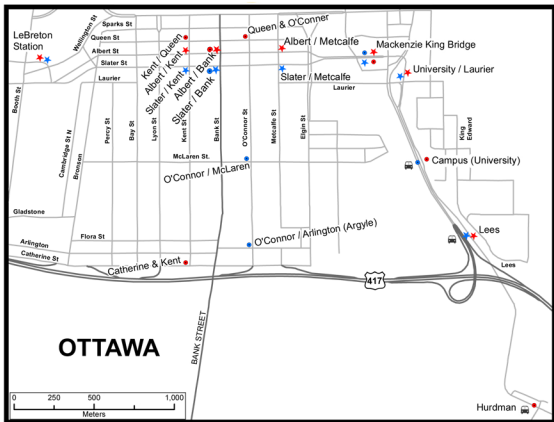 LeBreton
Station
Wellington St
Sparks St
Queen St
Albert St
Slater St
Laurier
Kent / Queen
Albert / Kent
Slater / Kent
Albert / Bank
Slater / Bank
Queen & O'Conner
Albert / Metcalfe
Slater / Metcalfe
Mackenzie King Bridge
University / Laurier
Laurier
Booth St
Cambridge St N
Bronson
Percy St
Bay St
Lyon St
Kent St
Bank St
O'Connor St
Metcalfe St
Elgin St
King
Edward
McLaren St.
O'Connor / McLaren
Campus (University)
Gladstone
Flora St
Arlington
Catherine St
O'Connor / Arlington (Argyle)
Catherine & Kent
Lees
Lees
417
BANK STREET
OTTAWA
0 500 1,000
Meters
Hurdman